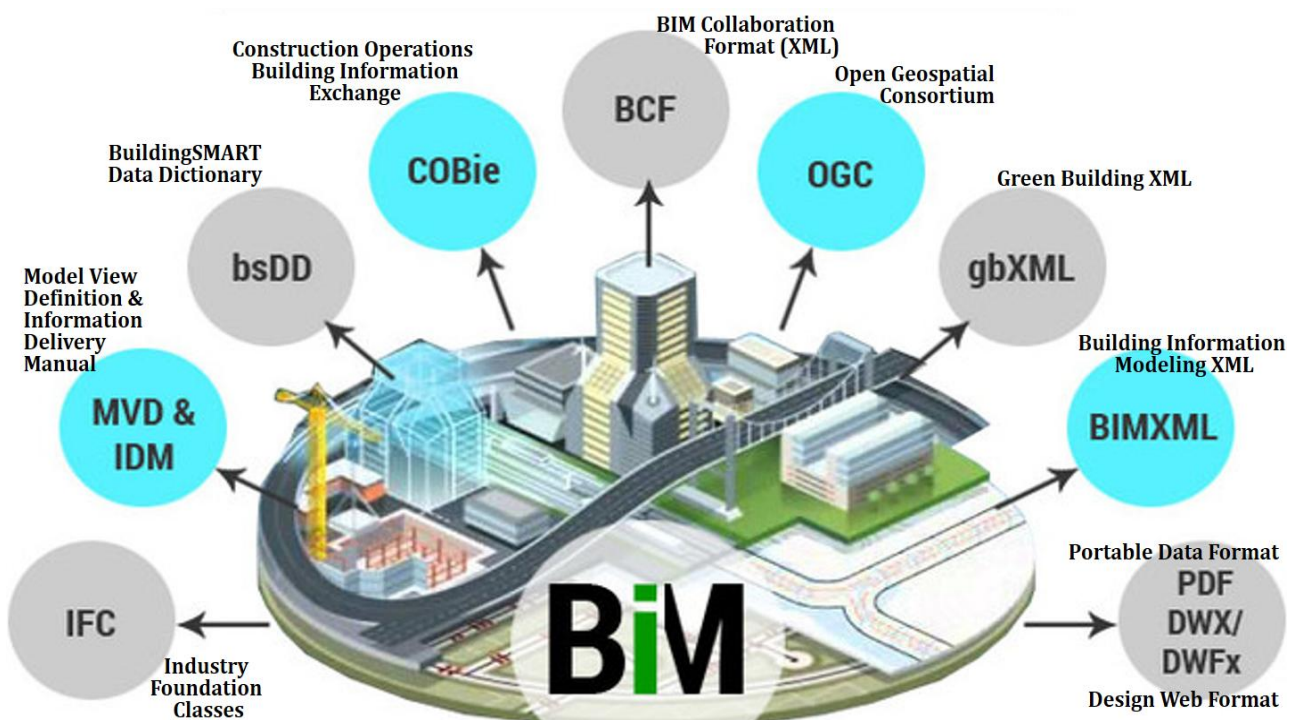 BIM Collaboration
Format (XML)
BCF
Construction Operations
Building Information
Exchange
COBie
Open Geospatial
Consortium
OGC
BuildingSMART
Data Dictionary
bsDD
Green Building XML
gbXML
Model View
Definition &
Information
Delivery
Manual
MVD &
IDM
Building Information
Modeling XML
BIMXML
IFC
Industry
Foundation
Classes
BiM
Portable Data Format
PDF
DWX/
DWFx
Design Web Format